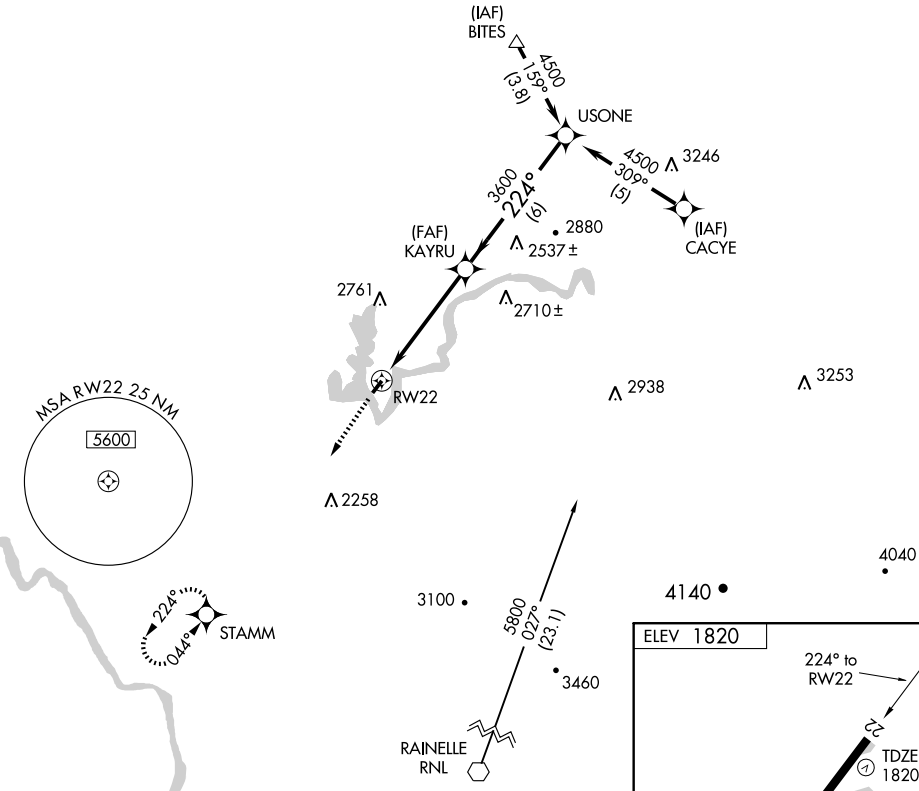 (IAF)
BITES
4500
159°
(3.8)
USONE
4500
309°
(5)
3246
(IAF)
CACYE
3600
224°
(6)
2880
(FAF)
KAYRU
2537 ±
2761
2710 ±
RW22
2938
3253
MSA RW22 25 NM
5600
2258
4040
3100
5800
027°
(23.1)
4140
224°
044°
STAMM
ELEV 1820
224° to
RW22
3460
22
RAINELLE
RNL
TDZE
1820
V